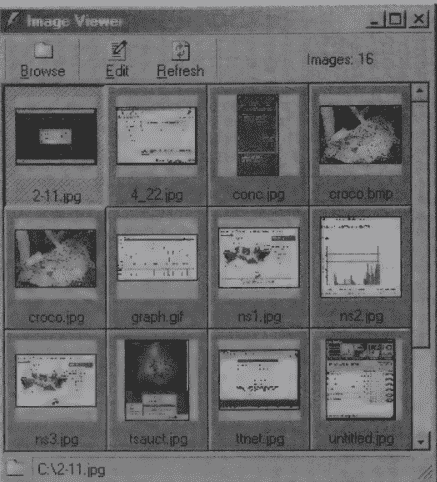 Image Viewer
Browse Edit Refresh Images: 16
2-11.jpg 4_22.jpg conc.jpg croco.bmp
croco.jpg graph.gif ns1.jpg ns2.jpg
ns3.jpg tsauct.jpg ttnet.jpg untitled.jpg
C:\2-11.jpg